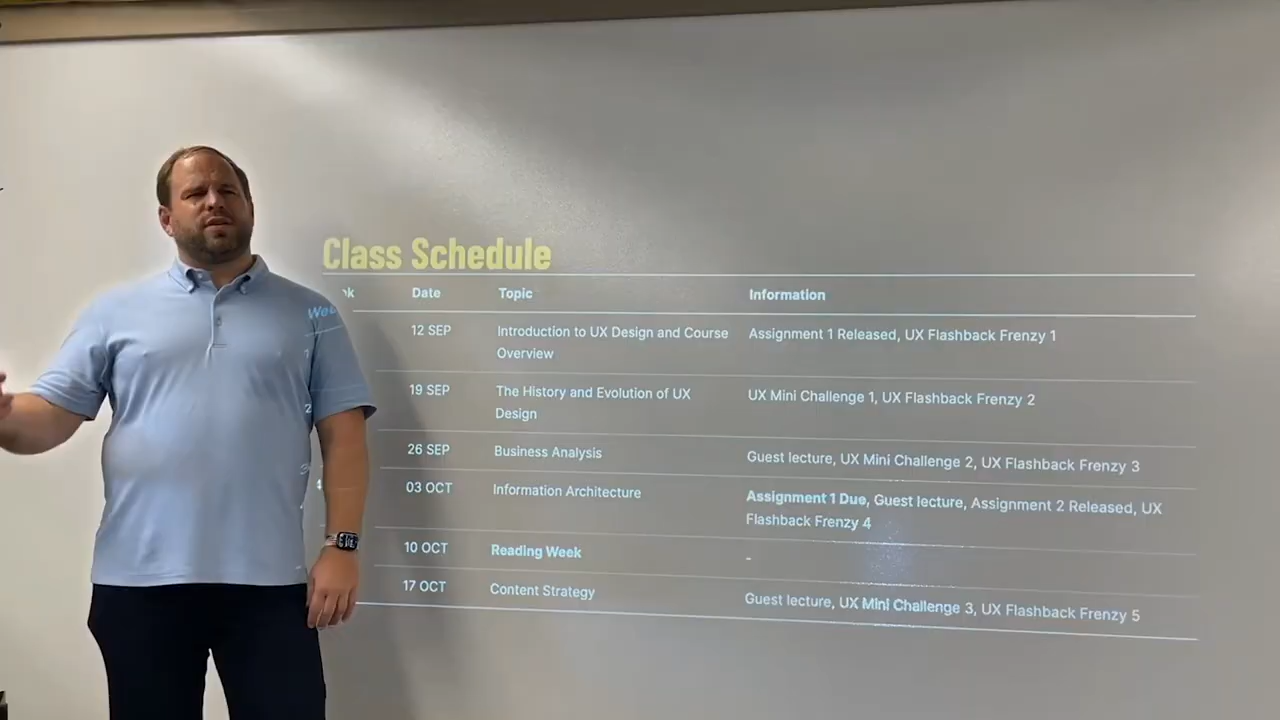 Class Schedule
Date Topic Information
12 SEP Introduction to UX Design and Course Assignment 1 Released, UX Flashback Frenzy 1
Overview
19 SEP The History and Evolution of UX UX Mini Challenge 1, UX Flashback Frenzy 2
Design
26 SEP Business Analysis Guest lecture, UX Mini Challenge 2, UX Flashback Frenzy 3
03 OCT Information Architecture Assignment 1 Due, Guest lecture, Assignment 2 Released, UX
Flashback Frenzy 4
10 OCT Reading Week -
17 OCT Content Strategy Guest lecture, UX Mini Challenge 3, UX Flashback Frenzy 5